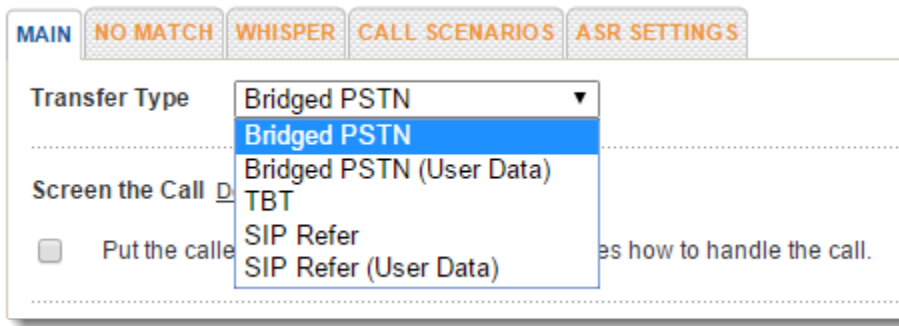 MAIN NO MATCH WHISPER CALL SCENARIOS ASR SETTINGS
Transfer Type Bridged PSTN
Bridged PSTN
Bridged PSTN (User Data)
TBT
Screen the Call
SIP Refer
Put the calle es how to handle the call.
SIP Refer (User Data)